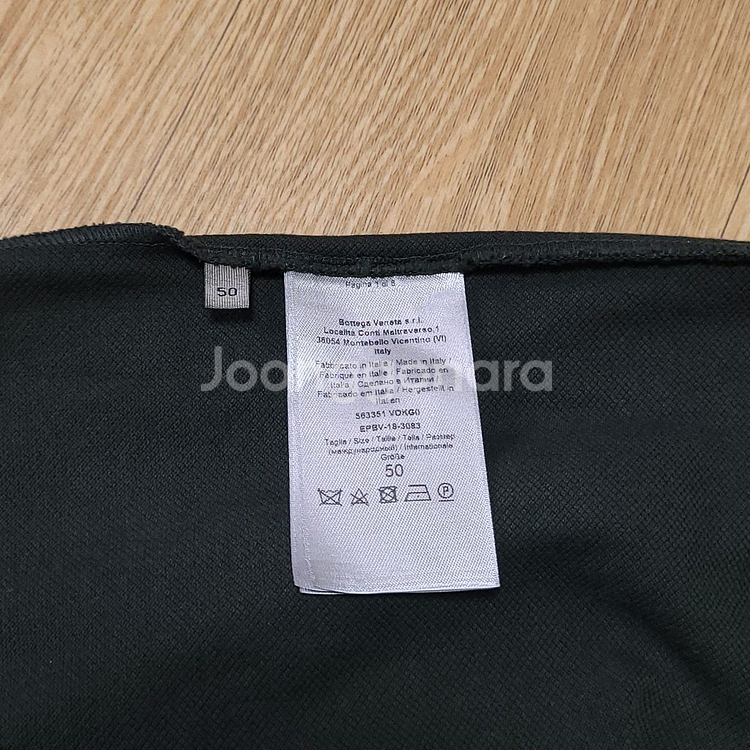 50
Pagina 1 di 8
Bottega Veneta s.r.l.
Località Conti Maltraverso,1
36054 Montebello Vicentino (VI)
Italy
Fabbricato in Italia / Made in Italy /
Fabriqué en Italie / Fabricado en
Italia / Сделано в Италии /
Fabricado em Itália / Hergestellt in
Italien
563351 VOKG0
EPBV-18-3083
Taglia / Size / Taille / Talla / Размер
(международный) / Internationale
Größe
50
P
Joon
ara